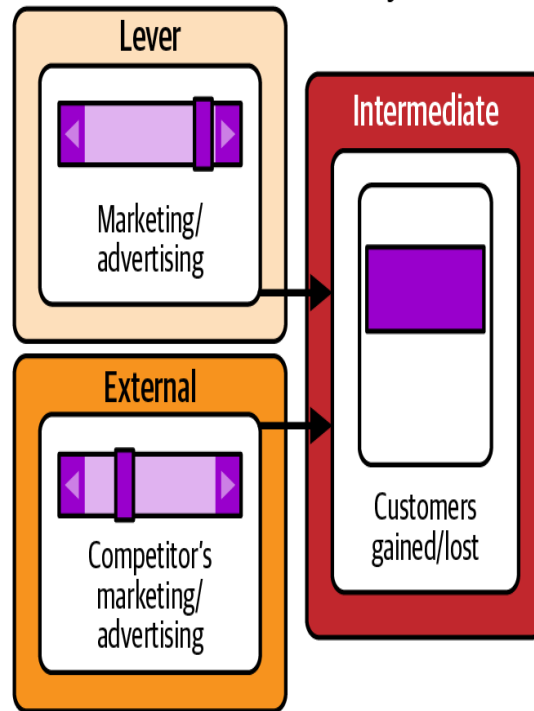 Lever
Marketing/
advertising
External
Competitor's
marketing/
advertising
Intermediate
Customers
gained/lost